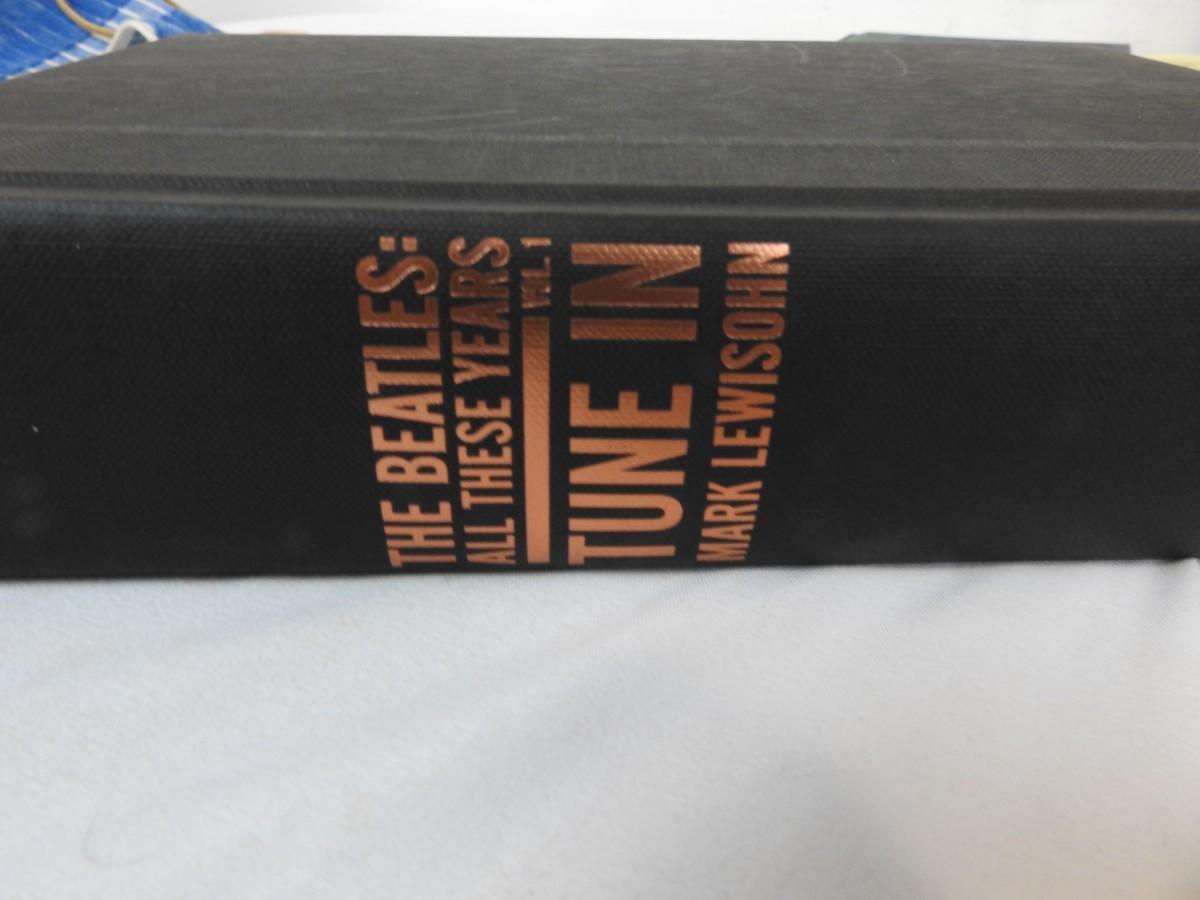 THE BEATLES:
ALL THESE YEARS
VOL. 1
TUNE IN
MARK LEWISOHN